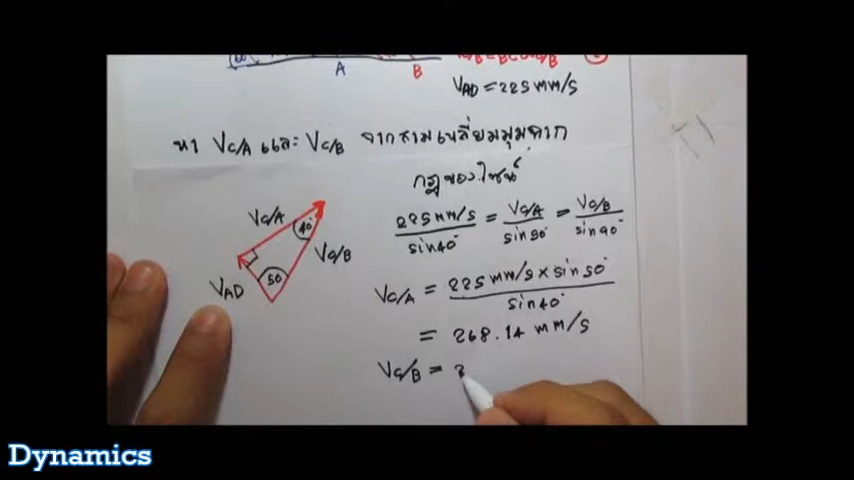 60
A B
V_AD = 225 mm/s
หา V_C/A และ V_C/B จากสามเหลี่ยมมุมฉาก
กฎของไซน์
V_C/A 40° V_C/B
V_AD 50
225 mm/s / sin 40° = V_C/A / sin 50° = V_C/B / sin 90°
V_C/A = 225 mm/s × sin 50° / sin 40°
= 268.14 mm/s
V_C/B =
Dynamics